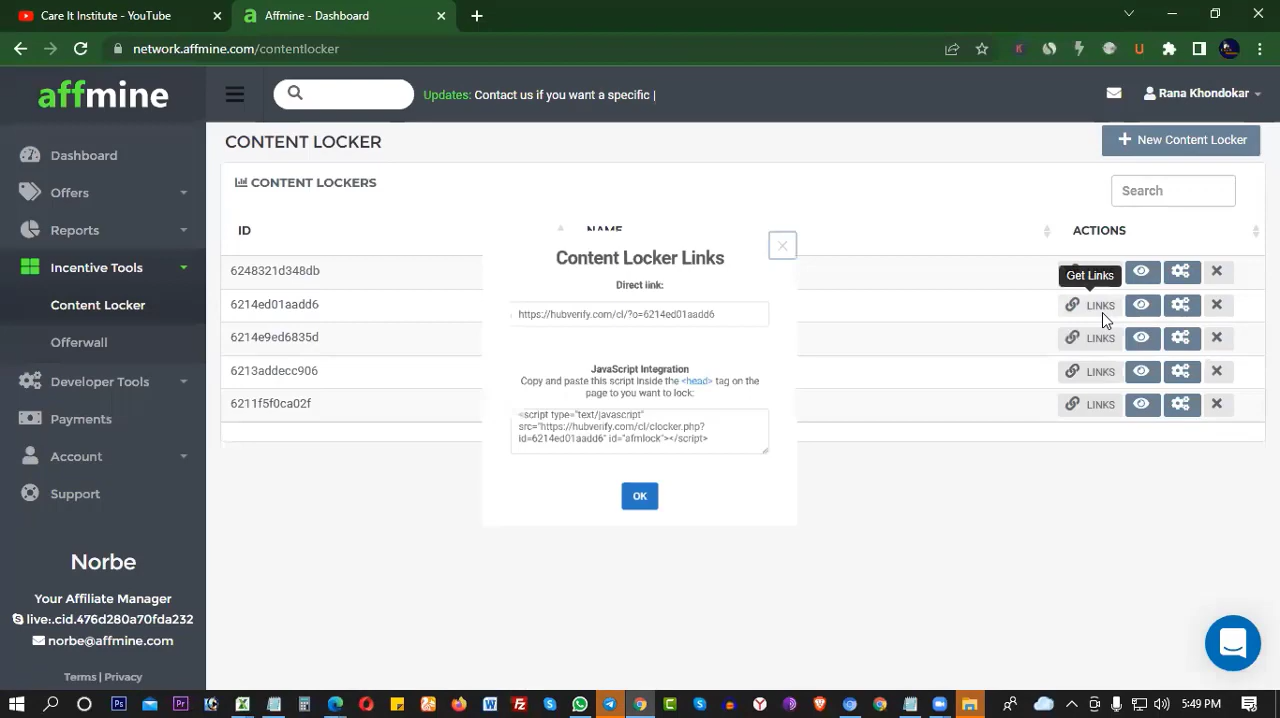 Care It Institute - YouTube
Affmine - Dashboard
network.affmine.com/contentlocker
affmine
Updates: Contact us if you want a specific |
Rana Khondokar
Dashboard
Offers
Reports
Incentive Tools
Content Locker
Offerwall
Developer Tools
Payments
Account
Support
Norbe
Your Affiliate Manager
live:.cid.476d280a70fda232
norbe@affmine.com
Terms | Privacy
CONTENT LOCKER
+ New Content Locker
CONTENT LOCKERS
Search
ID
NAME
ACTIONS
6248321d348db
Get Links
6214ed01aadd6
LINKS
6214e9ed6835d
LINKS
6213addecc906
LINKS
6211f5f0ca02f
LINKS
Content Locker Links
Direct link:
https://hubverify.com/cl/?o=6214ed01aadd6
JavaScript Integration
Copy and paste this script inside the <head> tag on the
page to you want to lock:
<script type="text/javascript"
src="https://hubverify.com/cl/clocker.php?
id=6214ed01aadd6" id="afmlock"></script>
OK
5:49 PM